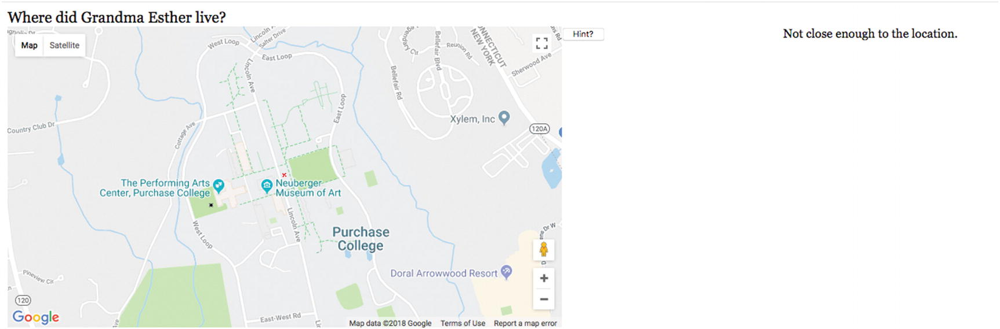 Where did Grandma Esther live?
Map
Satellite
Hint?
Not close enough to the location.
West Loop
Lincoln A
Salter Drive
East Loop
Lincoln Ave
Bellefair Blvd
Reunion Rd
CONNECTICUT
NEW YORK
Sherwood Ave
Bellefair Rd
East Loop
Xylem, Inc
120A
Country Club Dr
Cottage Ave
The Performing Arts
Center, Purchase College
Neuberger
Museum of Art
West Loop
Lincoln Ave
Purchase
College
Doral Arrowwood Resort
Pineview Cir
120
East-West Rd
Google
Map data ©2018 Google
Terms of Use
Report a map error